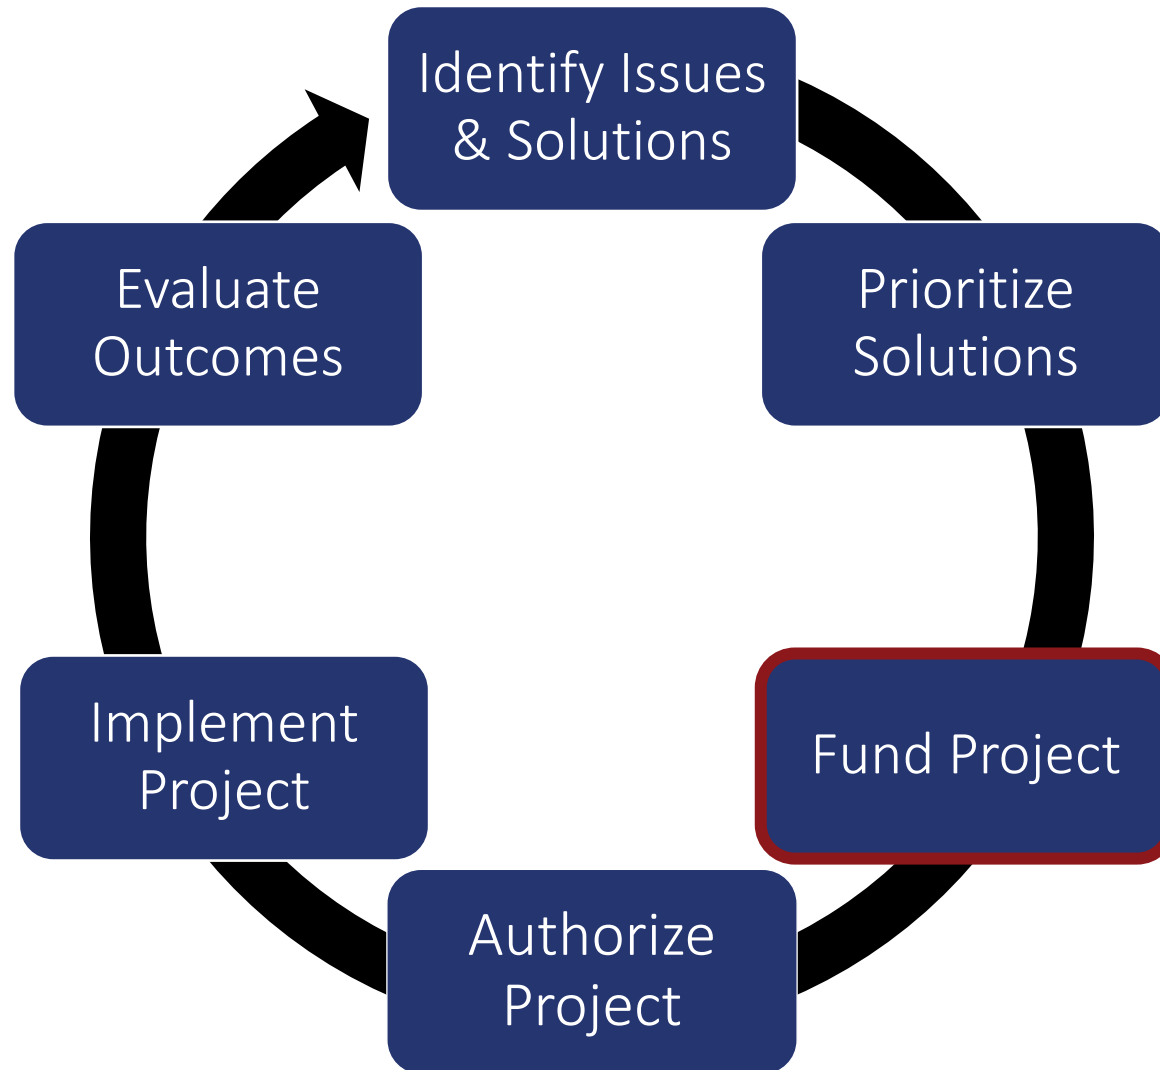 Identify Issues
& Solutions
Prioritize
Solutions
Fund Project
Authorize
Project
Implement
Project
Evaluate
Outcomes